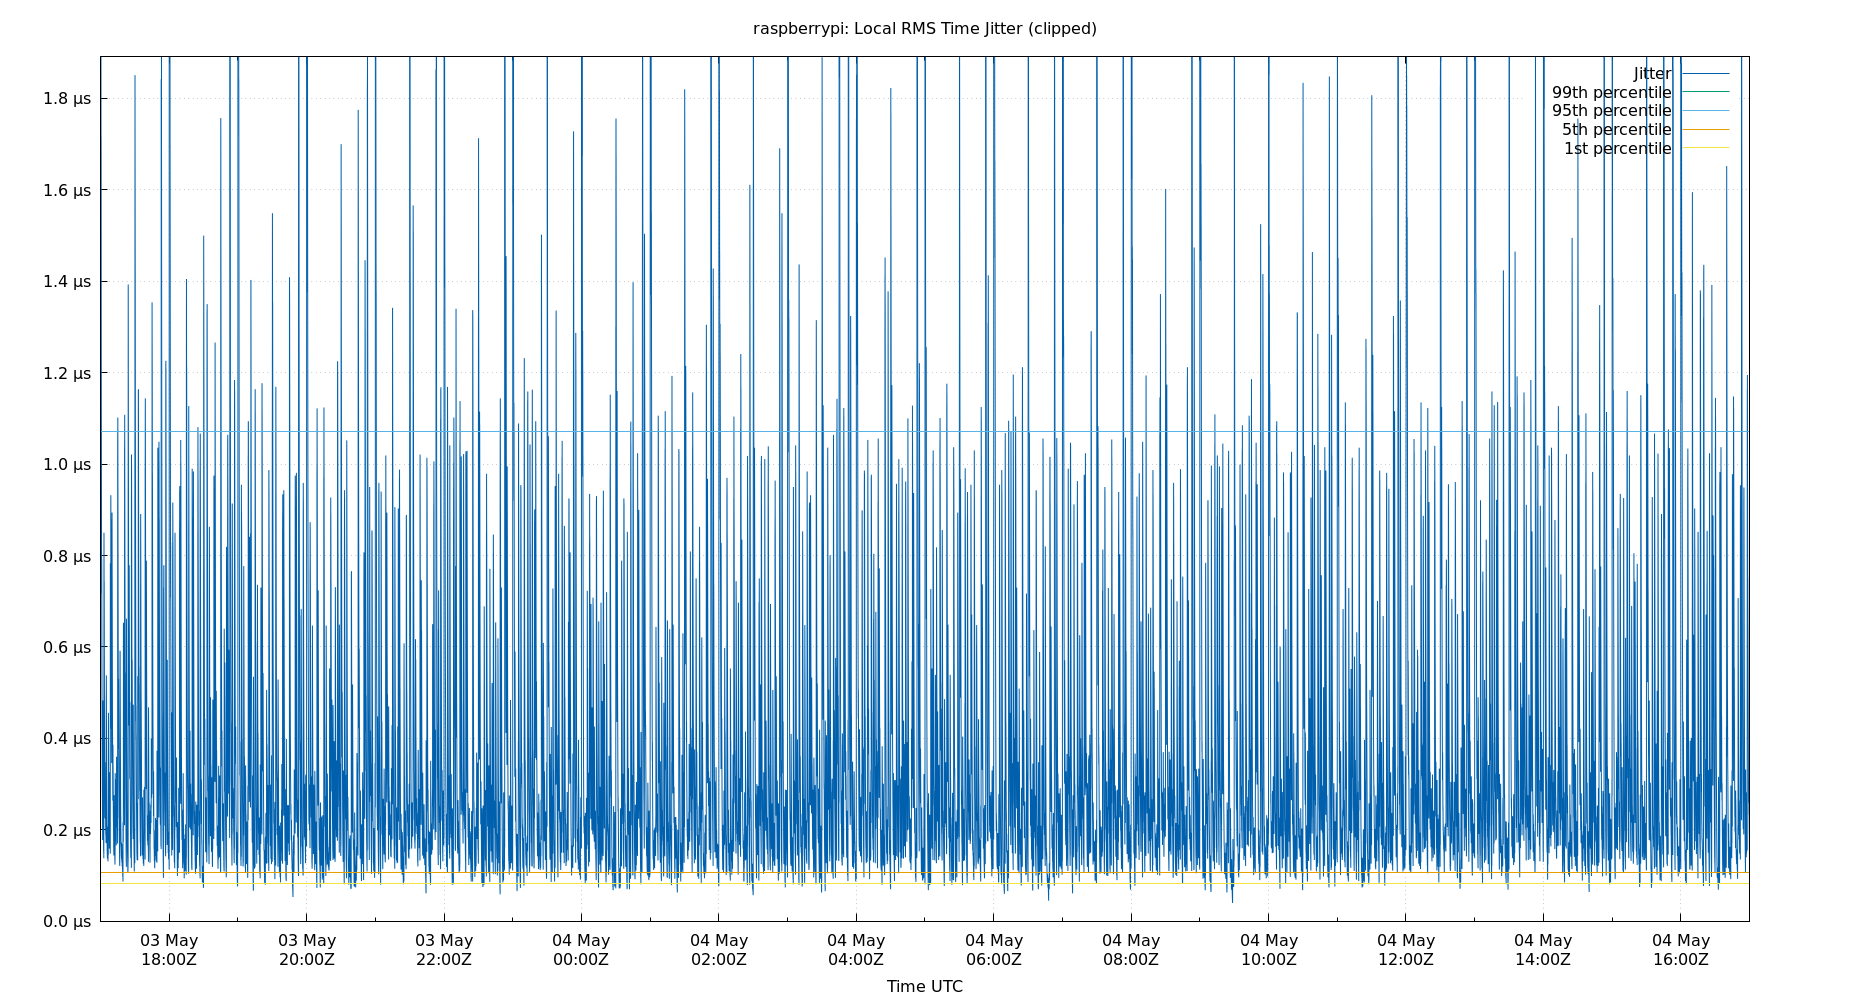 raspberrypi: Local RMS Time Jitter (clipped)
Jitter
99th percentile
95th percentile
5th percentile
1st percentile
1.8 μs
1.6 μs
1.4 μs
1.2 μs
1.0 μs
0.8 μs
0.6 μs
0.4 μs
0.2 μs
0.0 μs
03 May 03 May 03 May 04 May 04 May 04 May 04 May 04 May 04 May 04 May 04 May 04 May
18:00Z 20:00Z 22:00Z 00:00Z 02:00Z 04:00Z 06:00Z 08:00Z 10:00Z 12:00Z 14:00Z 16:00Z
Time UTC